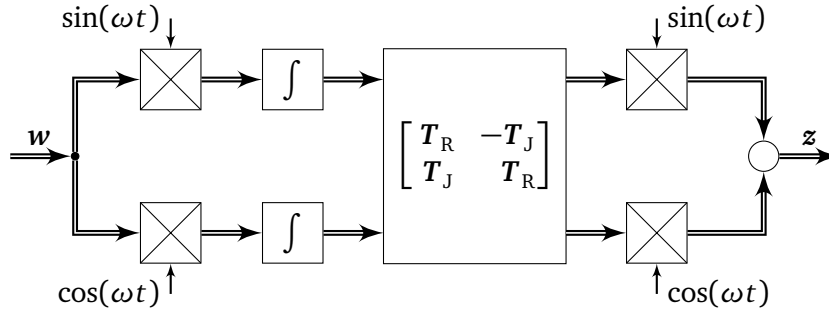 sin(ωt) sin(ωt)
w ∫ z
T_R −T_J
T_J T_R
∫
cos(ωt) cos(ωt)